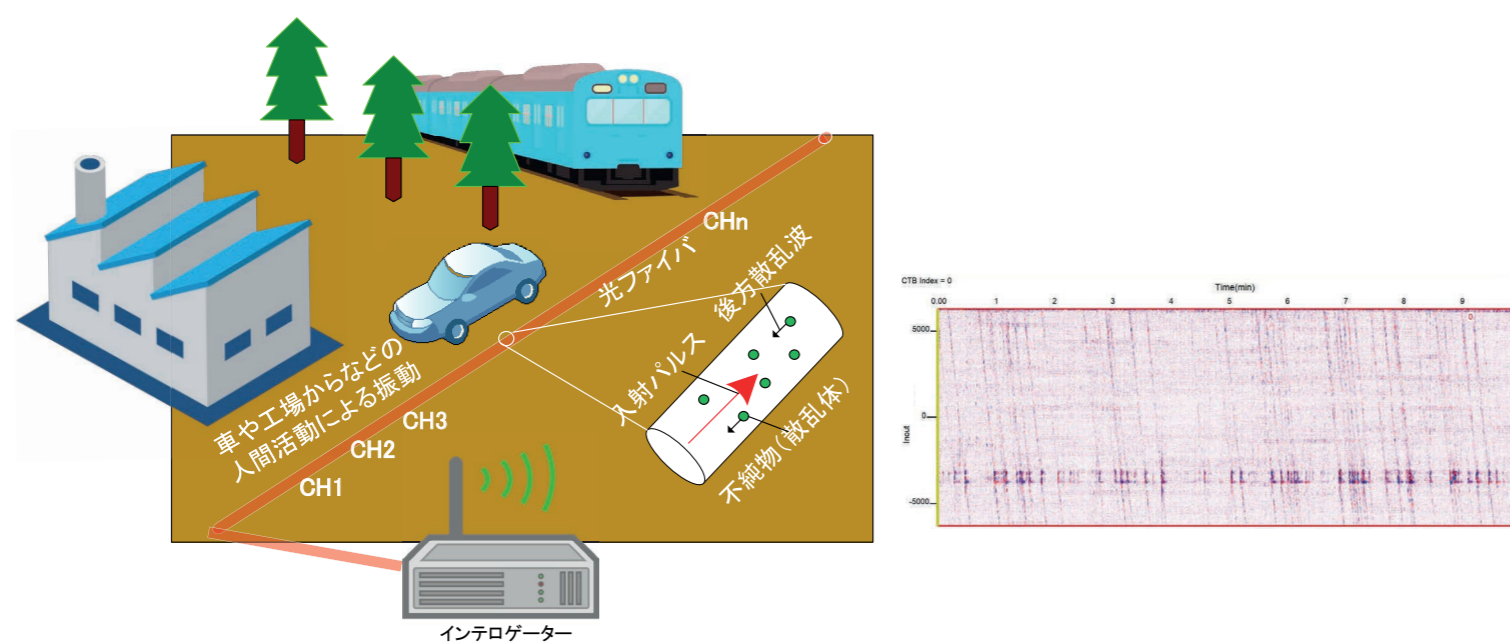 CHn
光ファイバ
後方散乱波
入射パルス
不純物(散乱体)
車や工場からなどの
人間活動による振動
CH3
CH2
CH1
インテロゲーター
CTB Index = 0
Time(min)
0.00 1 2 3 4 5 6 7 8 9
0
5000
0
-5000
Inout